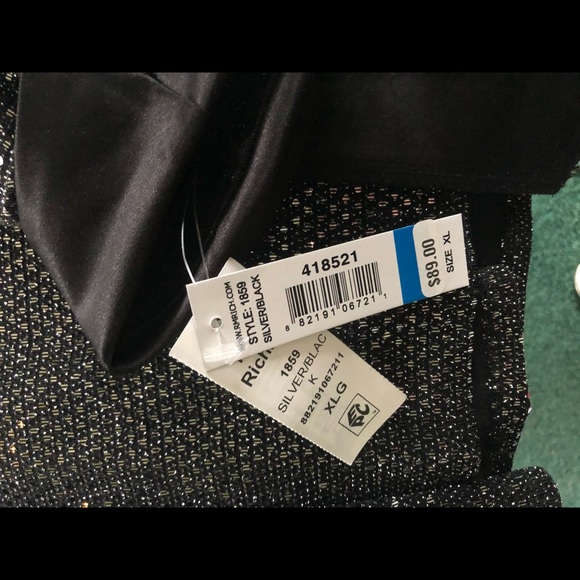 WWW.RMRICH.COM
STYLE: 1859
SILVER/BLACK
418521
8 82191 06721 1
$89.00
SIZE XL
Rich
1859
SILVER/BLAC
K
882191067211
XLG